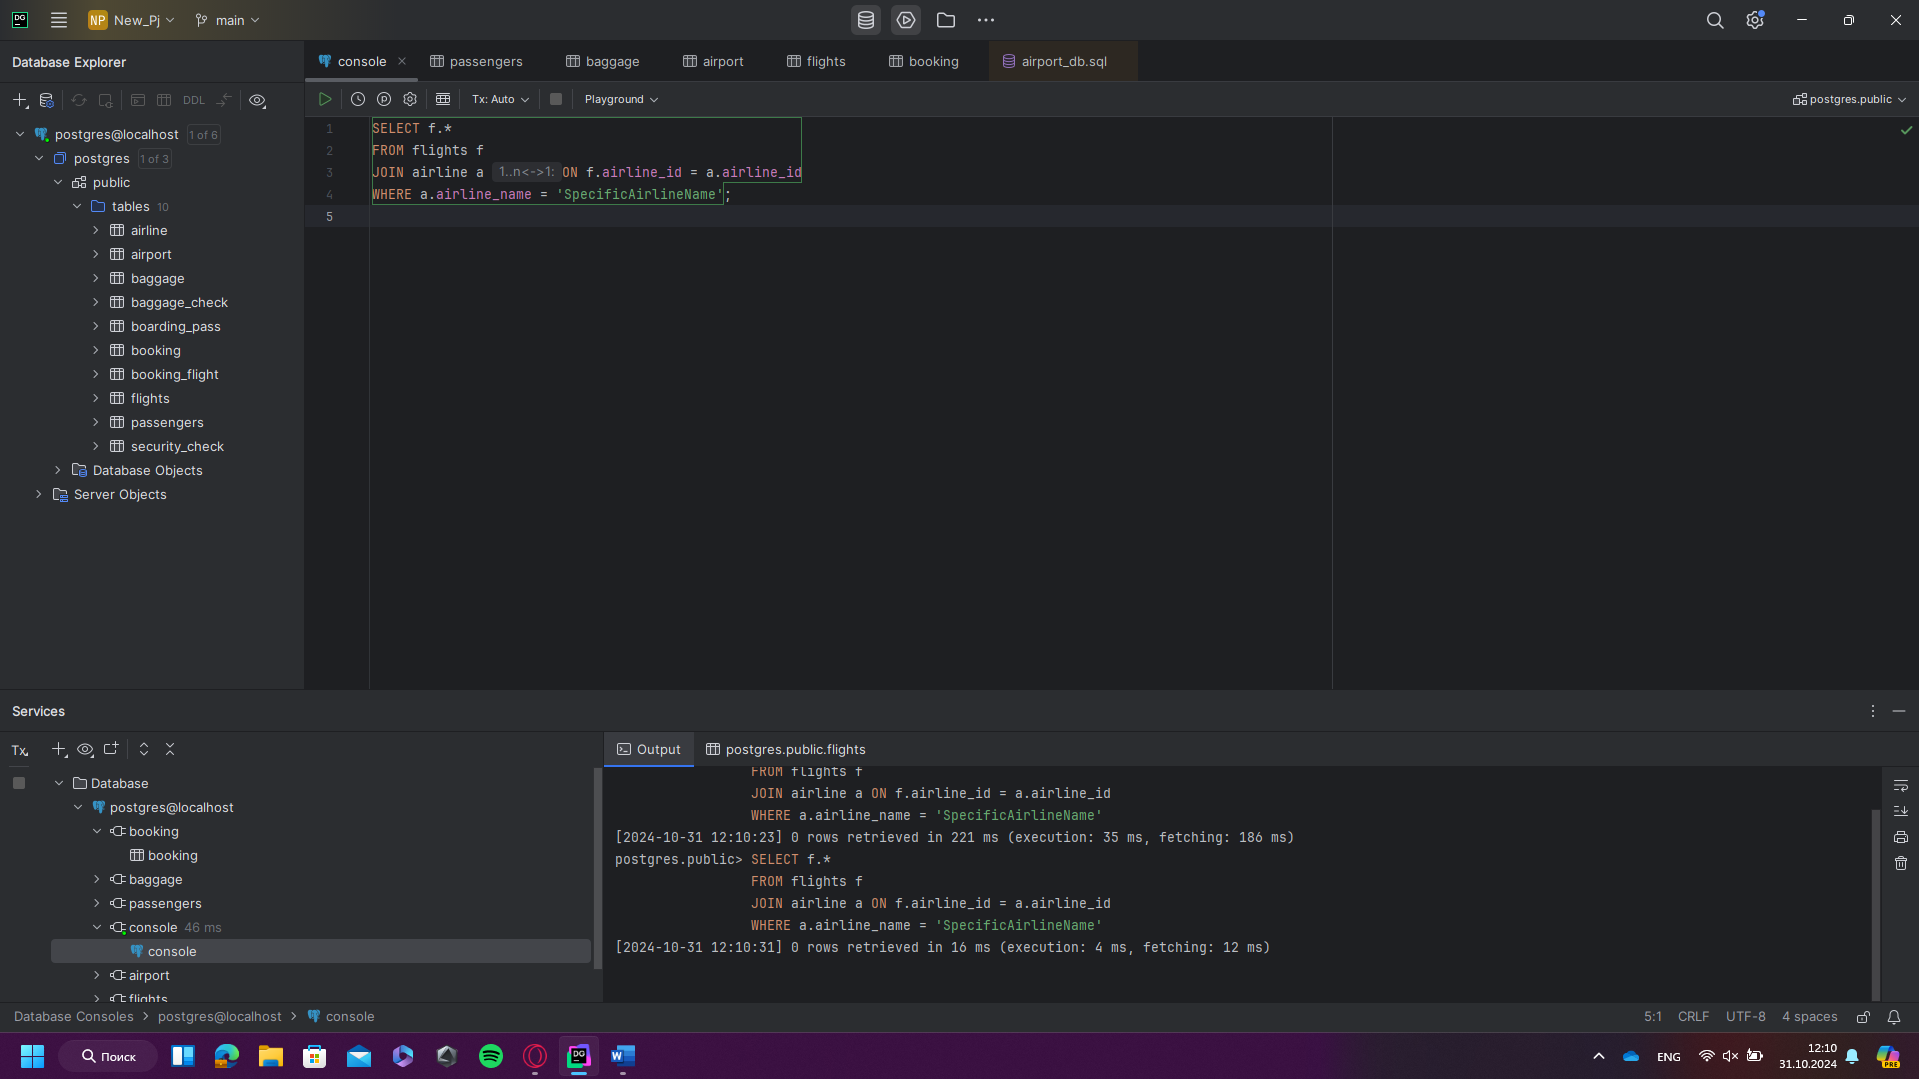 DG
NP New_Pj main
Database Explorer
console passengers baggage airport flights booking airport_db.sql
DDL
Tx: Auto Playground postgres.public
postgres@localhost 1 of 6
postgres 1 of 3
public
tables 10
airline
airport
baggage
baggage_check
boarding_pass
booking
booking_flight
flights
passengers
security_check
Database Objects
Server Objects
1 SELECT f.*
2 FROM flights f
3 JOIN airline a 1..n<->1: ON f.airline_id = a.airline_id
4 WHERE a.airline_name = 'SpecificAirlineName';
5
Services
Tx
Database
postgres@localhost
booking
booking
baggage
passengers
console 46 ms
console
airport
flights
Output postgres.public.flights
FROM flights f
JOIN airline a ON f.airline_id = a.airline_id
WHERE a.airline_name = 'SpecificAirlineName'
[2024-10-31 12:10:23] 0 rows retrieved in 221 ms (execution: 35 ms, fetching: 186 ms)
postgres.public> SELECT f.*
FROM flights f
JOIN airline a ON f.airline_id = a.airline_id
WHERE a.airline_name = 'SpecificAirlineName'
[2024-10-31 12:10:31] 0 rows retrieved in 16 ms (execution: 4 ms, fetching: 12 ms)
Database Consoles > postgres@localhost > console
5:1 CRLF UTF-8 4 spaces
Поиск
DG
W
ENG
12:10
31.10.2024
PRE